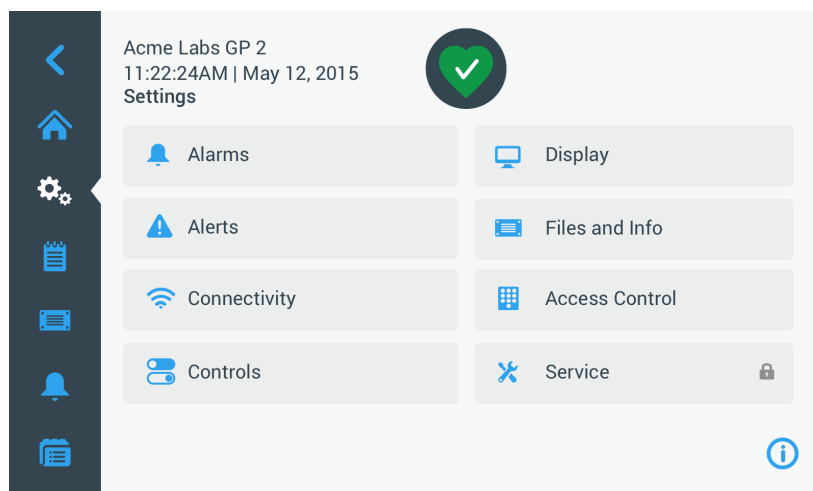 Acme Labs GP 2
11:22:24AM | May 12, 2015
Settings
Alarms
Display
Alerts
Files and Info
Connectivity
Access Control
Controls
Service